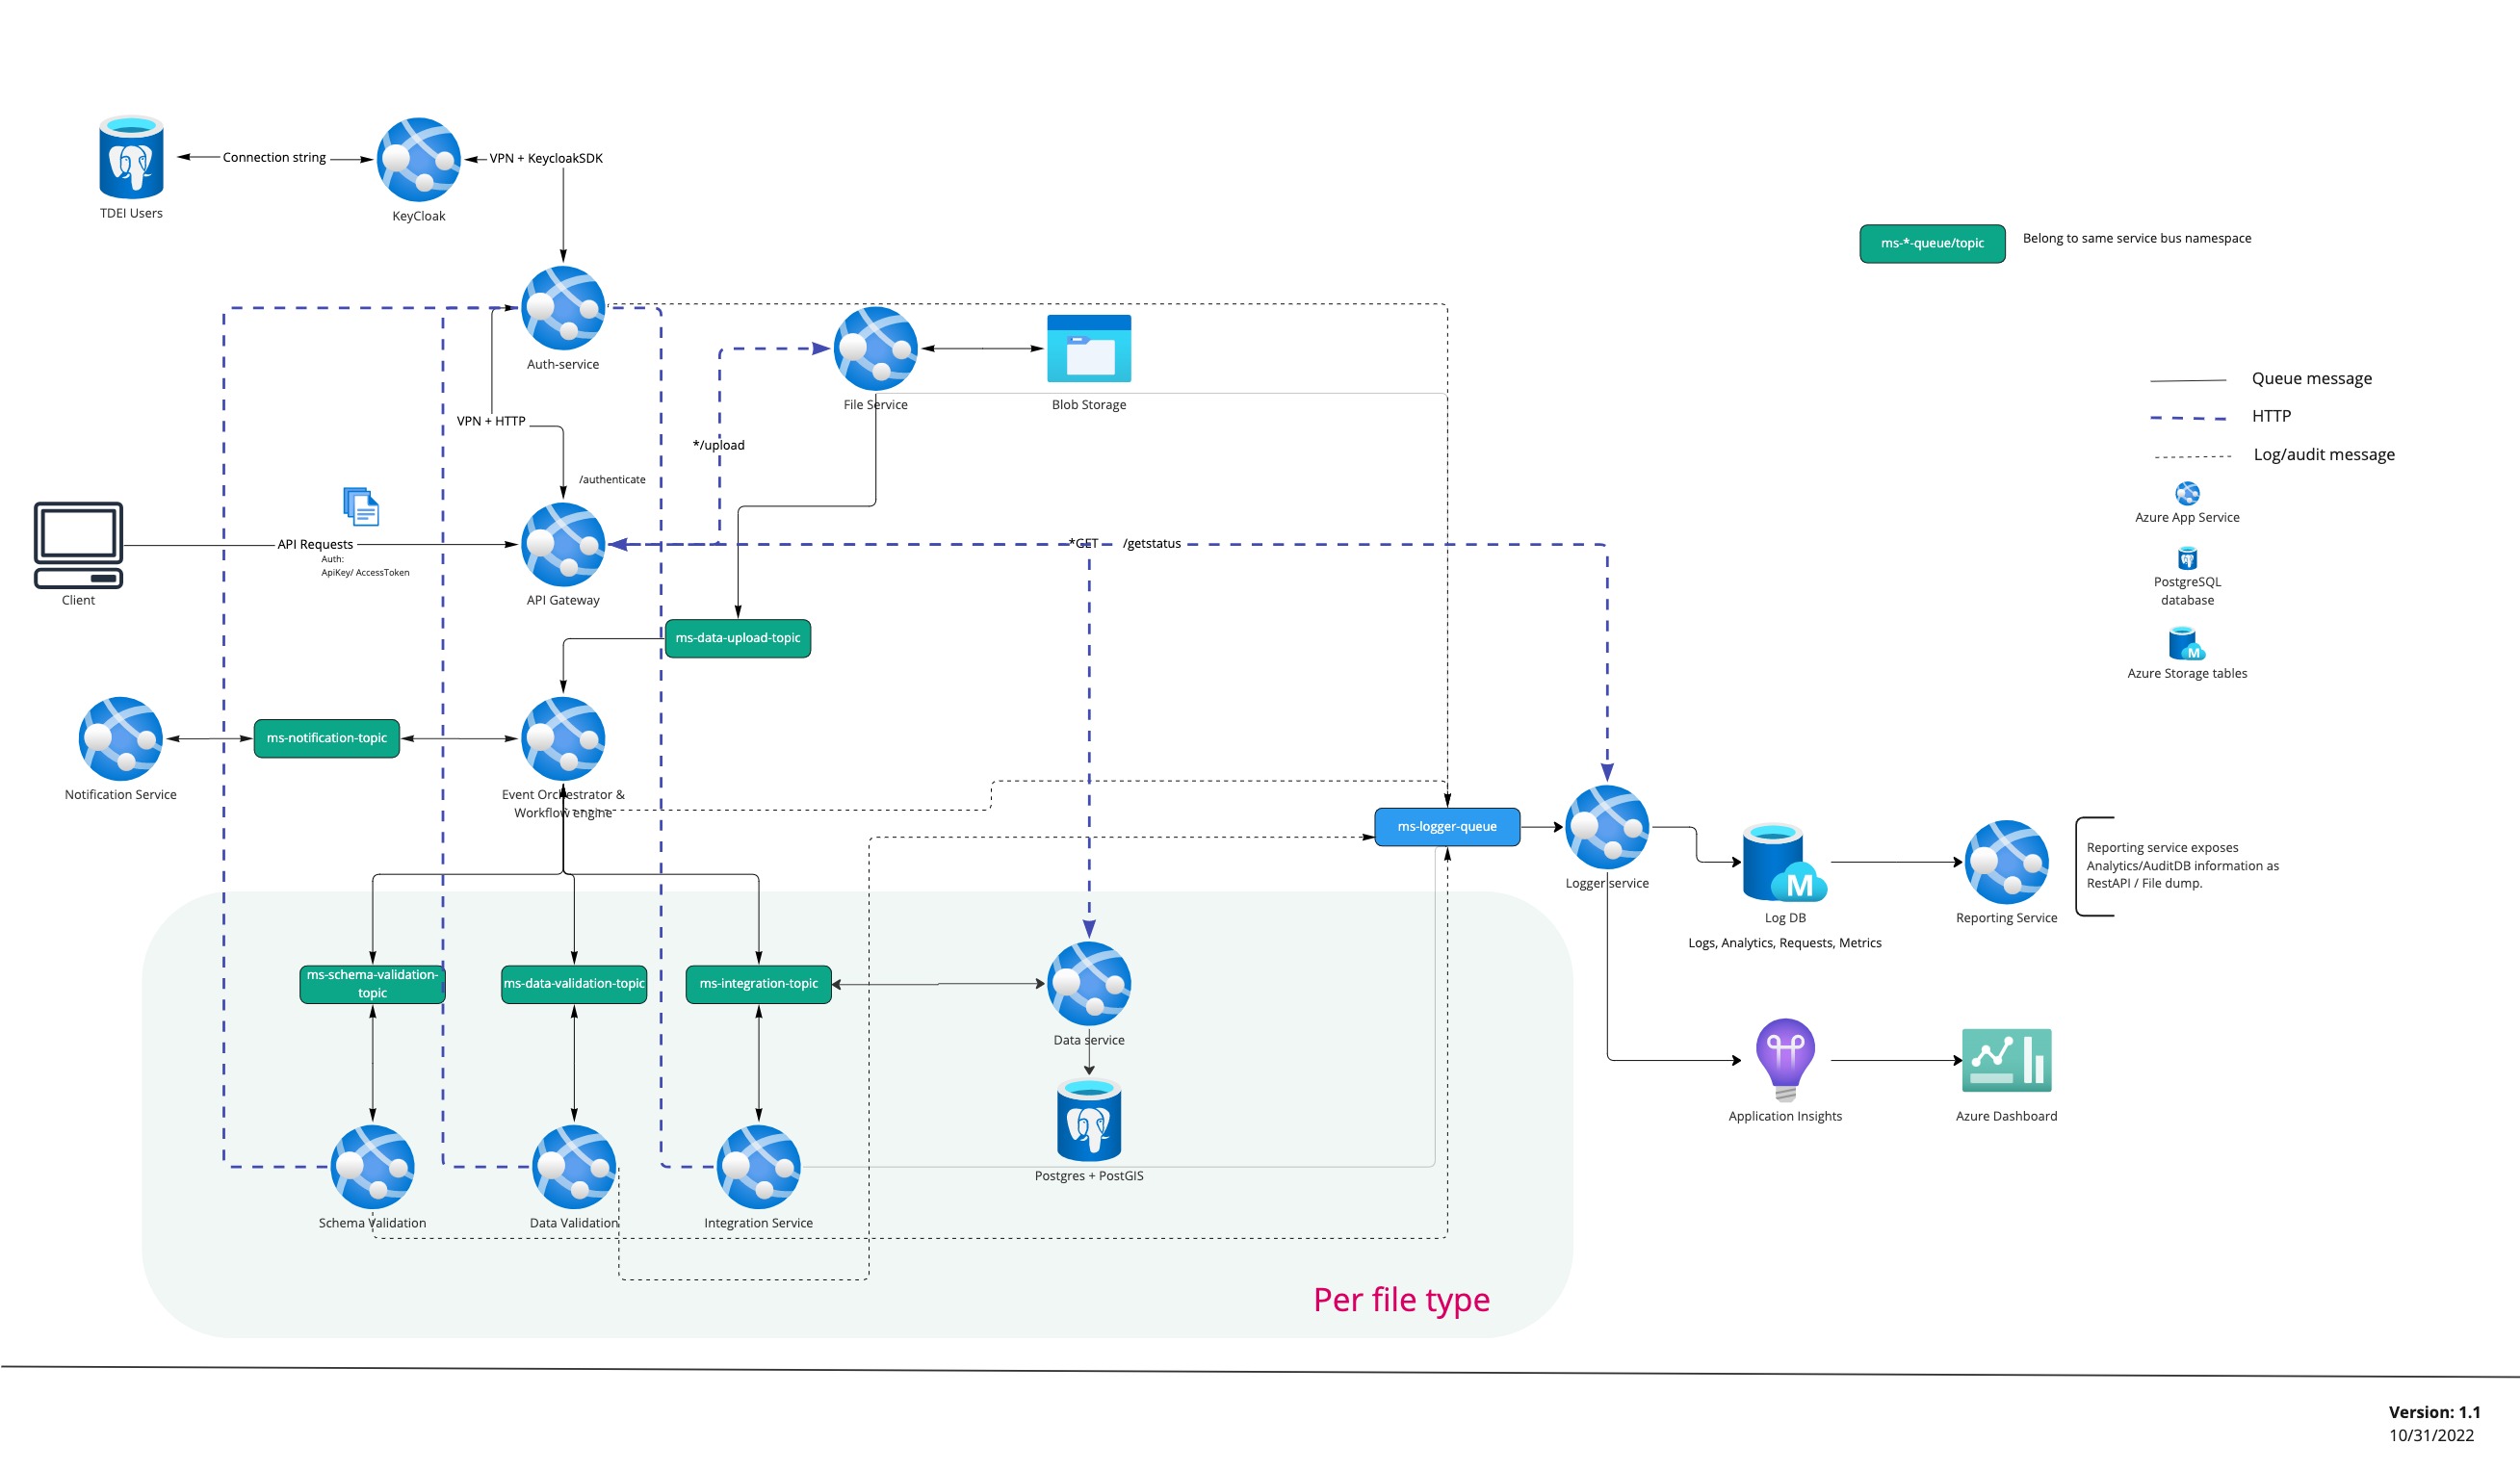 Connection string
VPN + KeycloakSDK
TDEI Users
KeyCloak
ms-*-queue/topic
Belong to same service bus namespace
Auth-service
File Service
Blob Storage
Queue message
HTTP
Log/audit message
VPN + HTTP
*/upload
/authenticate
API Requests
Auth:
ApiKey/ AccessToken
*GET
/getstatus
Azure App Service
Client
API Gateway
PostgreSQL
database
ms-data-upload-topic
M
Azure Storage tables
ms-notification-topic
Notification Service
Event Orchestrator &
Workflow engine
ms-logger-queue
Logger service
M
Log DB
Logs, Analytics, Requests, Metrics
Reporting Service
Reporting service exposes
Analytics/AuditDB information as
RestAPI / File dump.
ms-schema-validation-
topic
ms-data-validation-topic
ms-integration-topic
Data service
Application Insights
Azure Dashboard
Postgres + PostGIS
Schema Validation
Data Validation
Integration Service
Per file type
Version: 1.1
10/31/2022